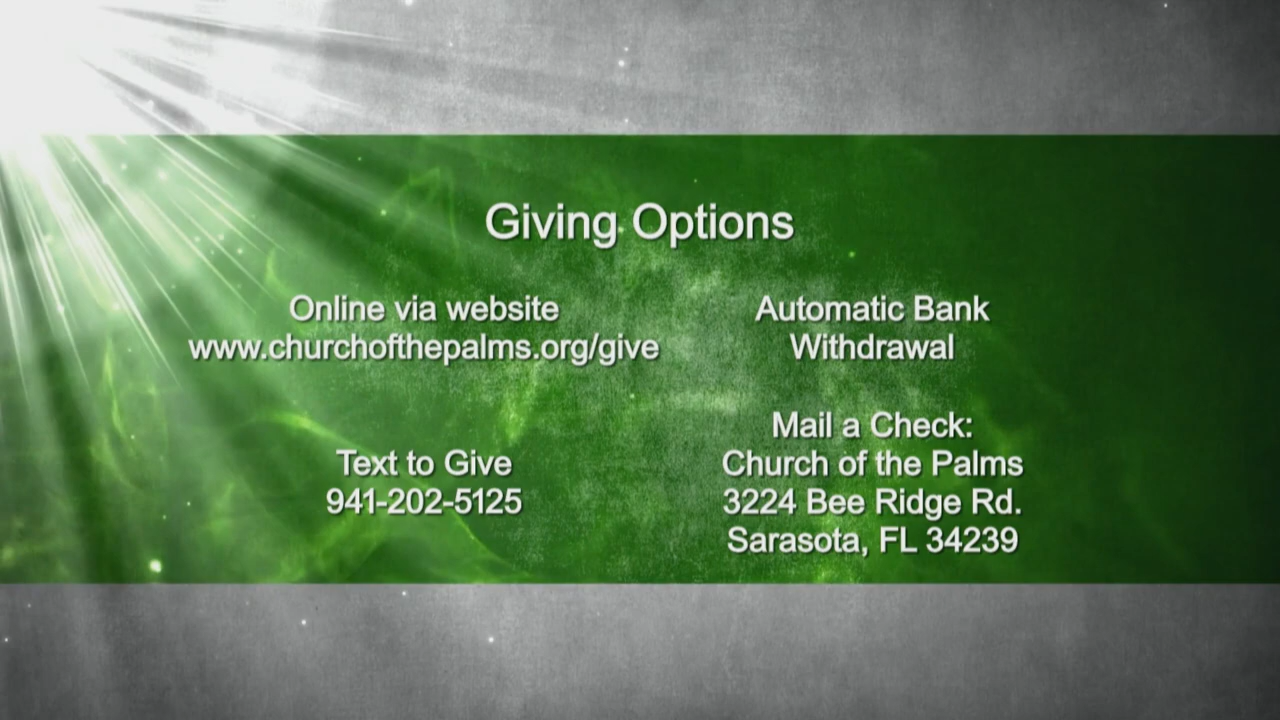 Giving Options
Online via website
www.churchofthepalms.org/give
Text to Give
941-202-5125
Automatic Bank
Withdrawal
Mail a Check:
Church of the Palms
3224 Bee Ridge Rd.
Sarasota, FL 34239